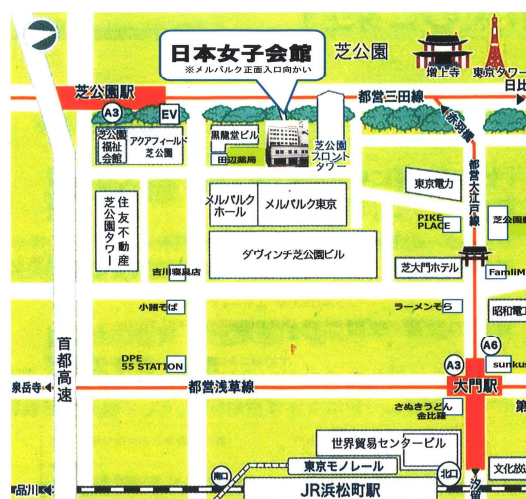 日本女子会館
※メルパルク正面入口向かい
芝公園
増上寺
東京タワー
日比
芝公園駅
都営三田線
A3
EV
芝公園
福祉
会館
アクアフィールド
芝公園
黒龍堂ビル
田辺薬局
芝公園
フロント
タワー
赤羽線
都営大江戸線
東京電力
住友不動産
芝公園タワー
メルパルク
ホール
メルパルク東京
PIKE
PLACE
ダヴィンチ芝公園ビル
芝大門ホテル
FamilM
吉川寝具店
小諸そば
ラーメンそら
昭和電工
首都高速
DPE
55 STATION
A3
A6
sunkus
泉岳寺
都営浅草線
大門駅
さぬきうどん
金比羅
世界貿易センタービル
東京モノレール
南口
北口
文化放
品川
JR浜松町駅